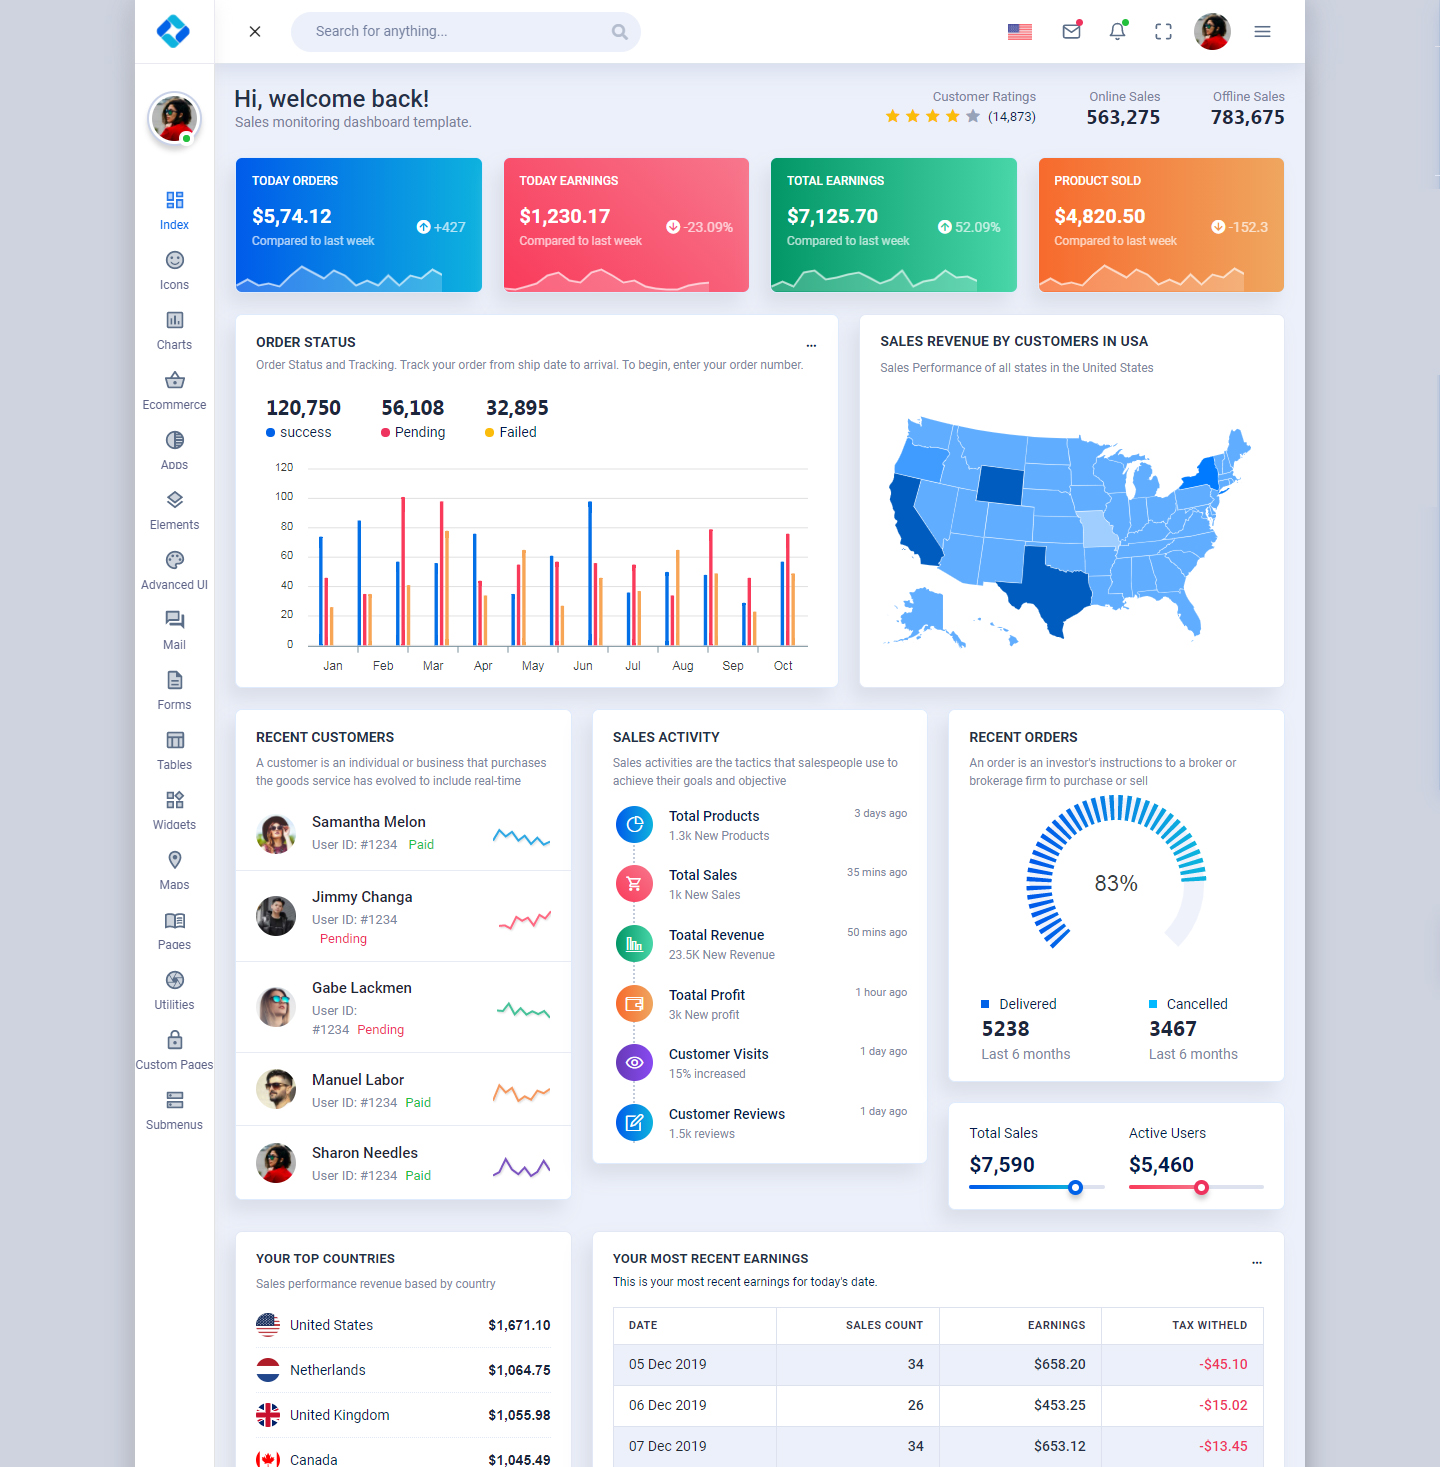 Search for anything...
Index
Icons
Charts
Ecommerce
Apps
Elements
Advanced UI
Mail
Forms
Tables
Widgets
Maps
Pages
Utilities
Custom Pages
Submenus
Hi, welcome back!
Sales monitoring dashboard template.
Customer Ratings
(14,873)
Online Sales
563,275
Offline Sales
783,675
TODAY ORDERS
$5,74.12
Compared to last week
+427
TODAY EARNINGS
$1,230.17
Compared to last week
-23.09%
TOTAL EARNINGS
$7,125.70
Compared to last week
52.09%
PRODUCT SOLD
$4,820.50
Compared to last week
-152.3
ORDER STATUS
...
Order Status and Tracking. Track your order from ship date to arrival. To begin, enter your order number.
120,750
success
56,108
Pending
32,895
Failed
120
100
80
60
40
20
0
Jan Feb Mar Apr May Jun Jul Aug Sep Oct
SALES REVENUE BY CUSTOMERS IN USA
Sales Performance of all states in the United States
RECENT CUSTOMERS
A customer is an individual or business that purchases
the goods service has evolved to include real-time
Samantha Melon
User ID: #1234 Paid
Jimmy Changa
User ID: #1234
Pending
Gabe Lackmen
User ID:
#1234 Pending
Manuel Labor
User ID: #1234 Paid
Sharon Needles
User ID: #1234 Paid
SALES ACTIVITY
Sales activities are the tactics that salespeople use to
achieve their goals and objective
Total Products 3 days ago
1.3k New Products
Total Sales 35 mins ago
1k New Sales
Toatal Revenue 50 mins ago
23.5K New Revenue
Toatal Profit 1 hour ago
3k New profit
Customer Visits 1 day ago
15% increased
Customer Reviews 1 day ago
1.5k reviews
RECENT ORDERS
An order is an investor's instructions to a broker or
brokerage firm to purchase or sell
83%
Delivered
5238
Last 6 months
Cancelled
3467
Last 6 months
Total Sales
$7,590
Active Users
$5,460
YOUR TOP COUNTRIES
Sales performance revenue based by country
United States $1,671.10
Netherlands $1,064.75
United Kingdom $1,055.98
Canada $1,045.49
YOUR MOST RECENT EARNINGS
...
This is your most recent earnings for today's date.
DATE SALES COUNT EARNINGS TAX WITHELD
05 Dec 2019 34 $658.20 -$45.10
06 Dec 2019 26 $453.25 -$15.02
07 Dec 2019 34 $653.12 -$13.45